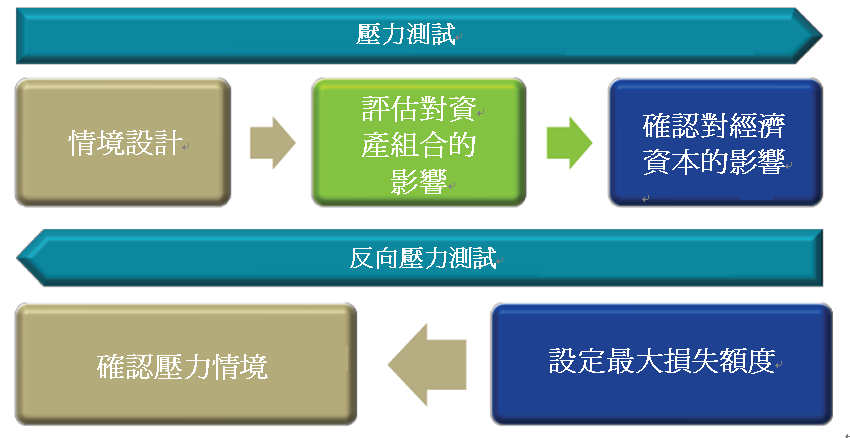 壓力測試
情境設計
評估對資
產組合的
影響
確認對經濟
資本的影響
反向壓力測試
確認壓力情境
設定最大損失額度